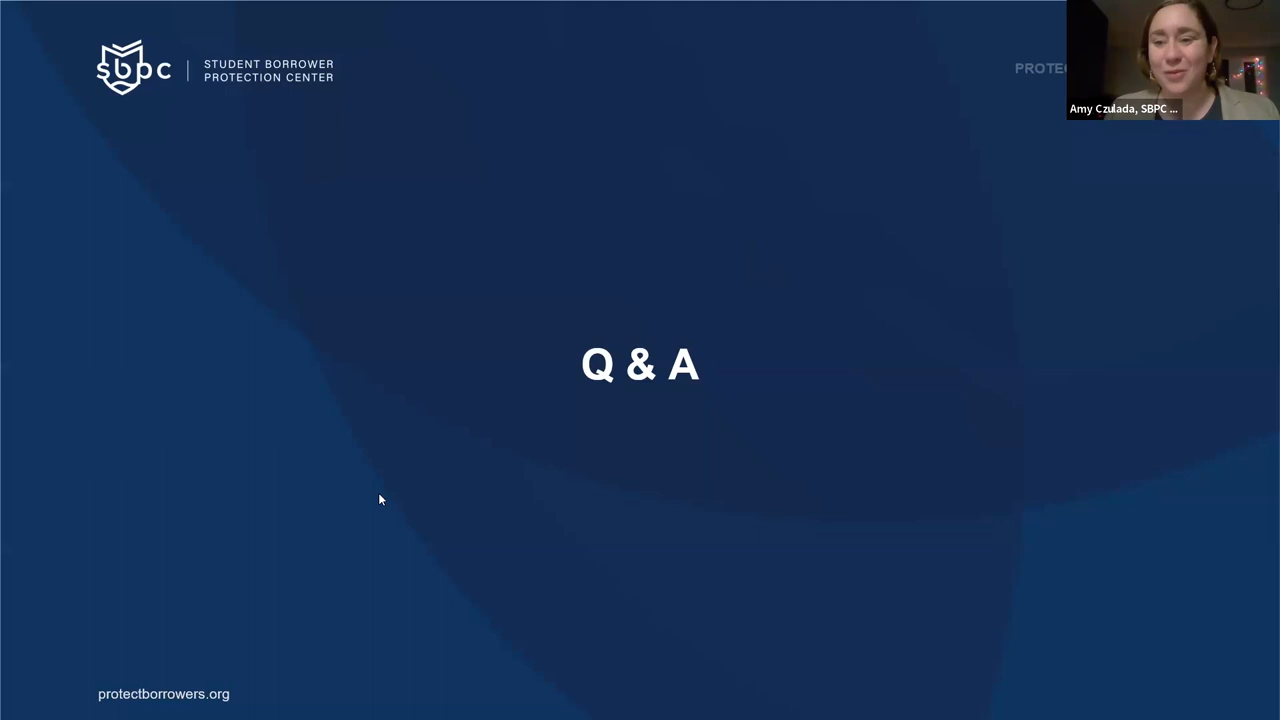 sbpc
STUDENT BORROWER
PROTECTION CENTER
Amy Czulada, SBPC ...
Q & A
protectborrowers.org